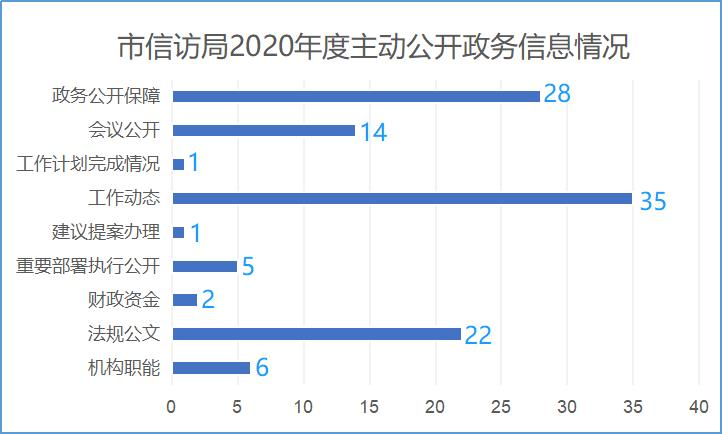 市信访局2020年度主动公开政务信息情况
政务公开保障 28
会议公开 14
工作计划完成情况 1
工作动态 35
建议提案办理 1
重要部署执行公开 5
财政资金 2
法规公文 22
机构职能 6
0 5 10 15 20 25 30 35 40